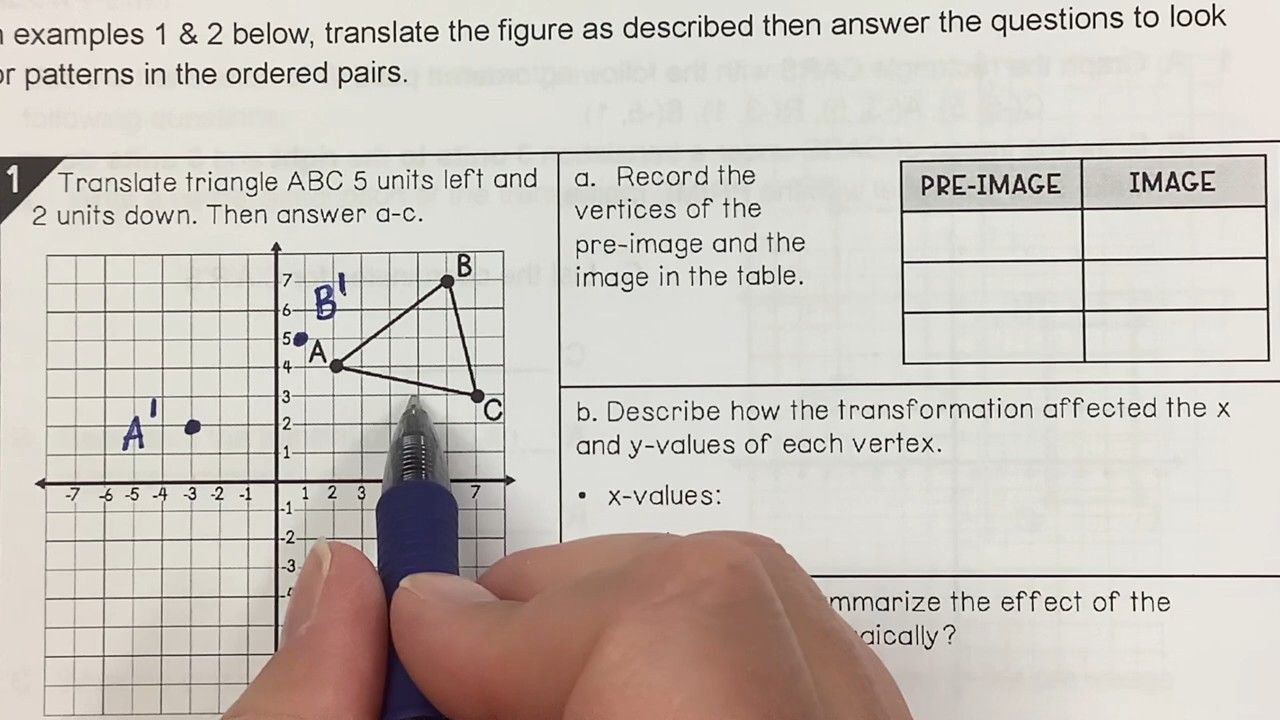 examples 1 & 2 below, translate the figure as described then answer the questions to look
patterns in the ordered pairs.
1
Translate triangle ABC 5 units left and
2 units down. Then answer a-c.
a. Record the
vertices of the
pre-image and the
image in the table.
PRE-IMAGE IMAGE
B
7
B'
6
5
A
4
3
C
A'
2
1
-7 -6 -5 -4 -3 -2 -1 1 2 3 7
-1
-2
-3
b. Describe how the transformation affected the x
and y-values of each vertex.
• x-values:
the effect of the